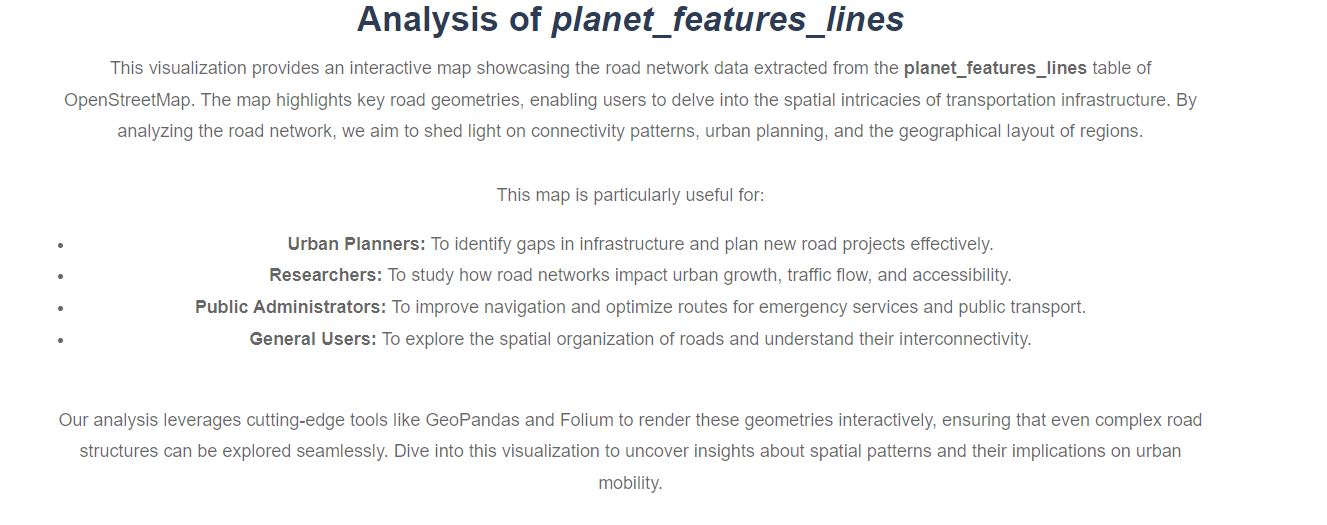 Analysis of planet_features_lines
This visualization provides an interactive map showcasing the road network data extracted from the planet_features_lines table of
OpenStreetMap. The map highlights key road geometries, enabling users to delve into the spatial intricacies of transportation infrastructure. By
analyzing the road network, we aim to shed light on connectivity patterns, urban planning, and the geographical layout of regions.
This map is particularly useful for:
• Urban Planners: To identify gaps in infrastructure and plan new road projects effectively.
• Researchers: To study how road networks impact urban growth, traffic flow, and accessibility.
• Public Administrators: To improve navigation and optimize routes for emergency services and public transport.
• General Users: To explore the spatial organization of roads and understand their interconnectivity.
Our analysis leverages cutting-edge tools like GeoPandas and Folium to render these geometries interactively, ensuring that even complex road
structures can be explored seamlessly. Dive into this visualization to uncover insights about spatial patterns and their implications on urban
mobility.